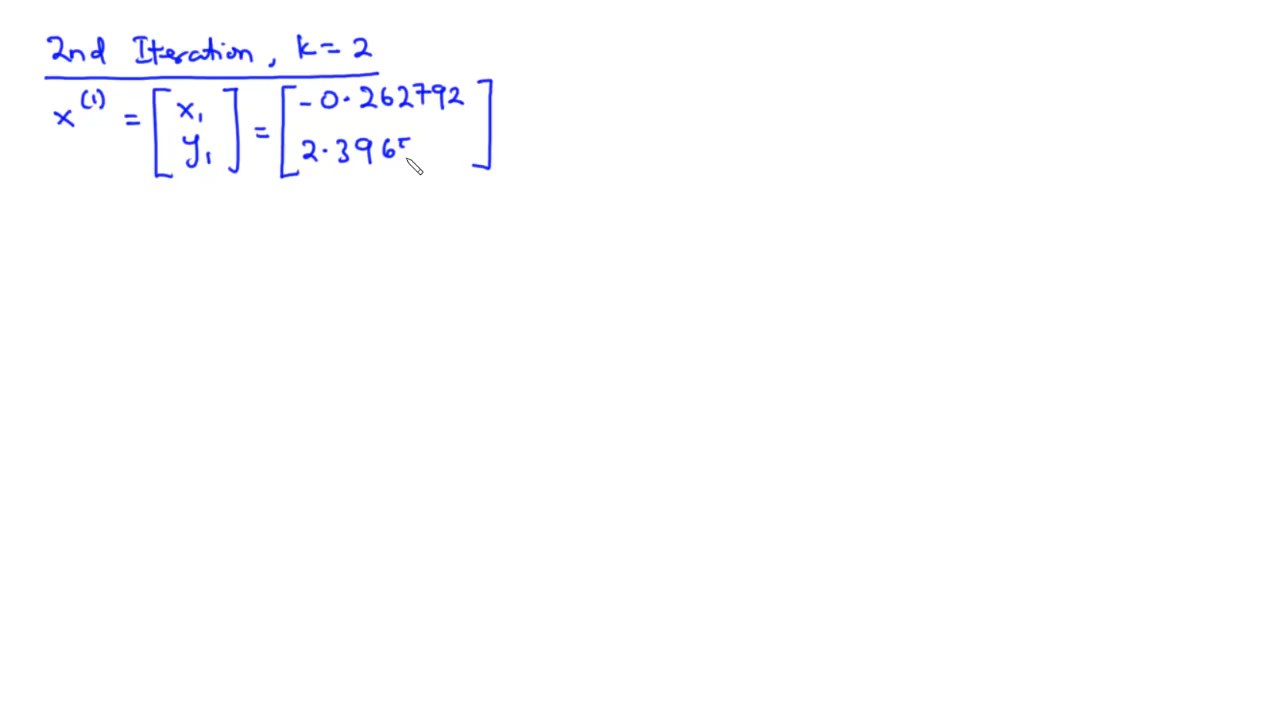 2nd Iteration, k = 2
x^(1) = [x₁ y₁] = [-0.262792 2.396]